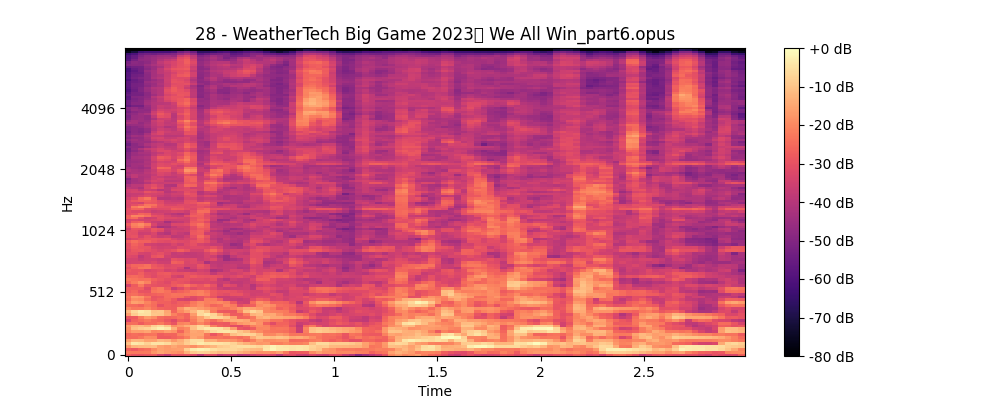 28 - WeatherTech Big Game 2023▯ We All Win_part6.opus
Hz
4096
2048
1024
512
0
0
0.5
1
1.5
2
2.5
Time
+0 dB
-10 dB
-20 dB
-30 dB
-40 dB
-50 dB
-60 dB
-70 dB
-80 dB